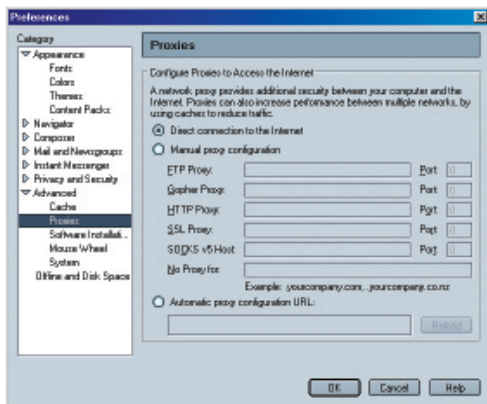 Preferences
Category
Appearance
Fonts
Colors
Themes
Content Packs
Navigator
Composer
Mail and Newsgroups
Instant Messenger
Privacy and Security
Advanced
Cache
Proxies
Software Installati...
Mouse Wheel
System
Offline and Disk Space
Proxies
Configure Proxies to Access the Internet
A network proxy provides additional security between your computer and the
Internet. Proxies can also increase performance between multiple networks, by
using caches to reduce traffic.
Direct connection to the Internet
Manual proxy configuration
FTP Proxy: Port 0
Gopher Proxy: Port 0
HTTP Proxy: Port 0
SSL Proxy: Port 0
SOCKS v5 Host: Port 0
No Proxy for:
Example: .yourcompany.com, .yourcompany.co.nz
Automatic proxy configuration URL:
Reload
OK Cancel Help